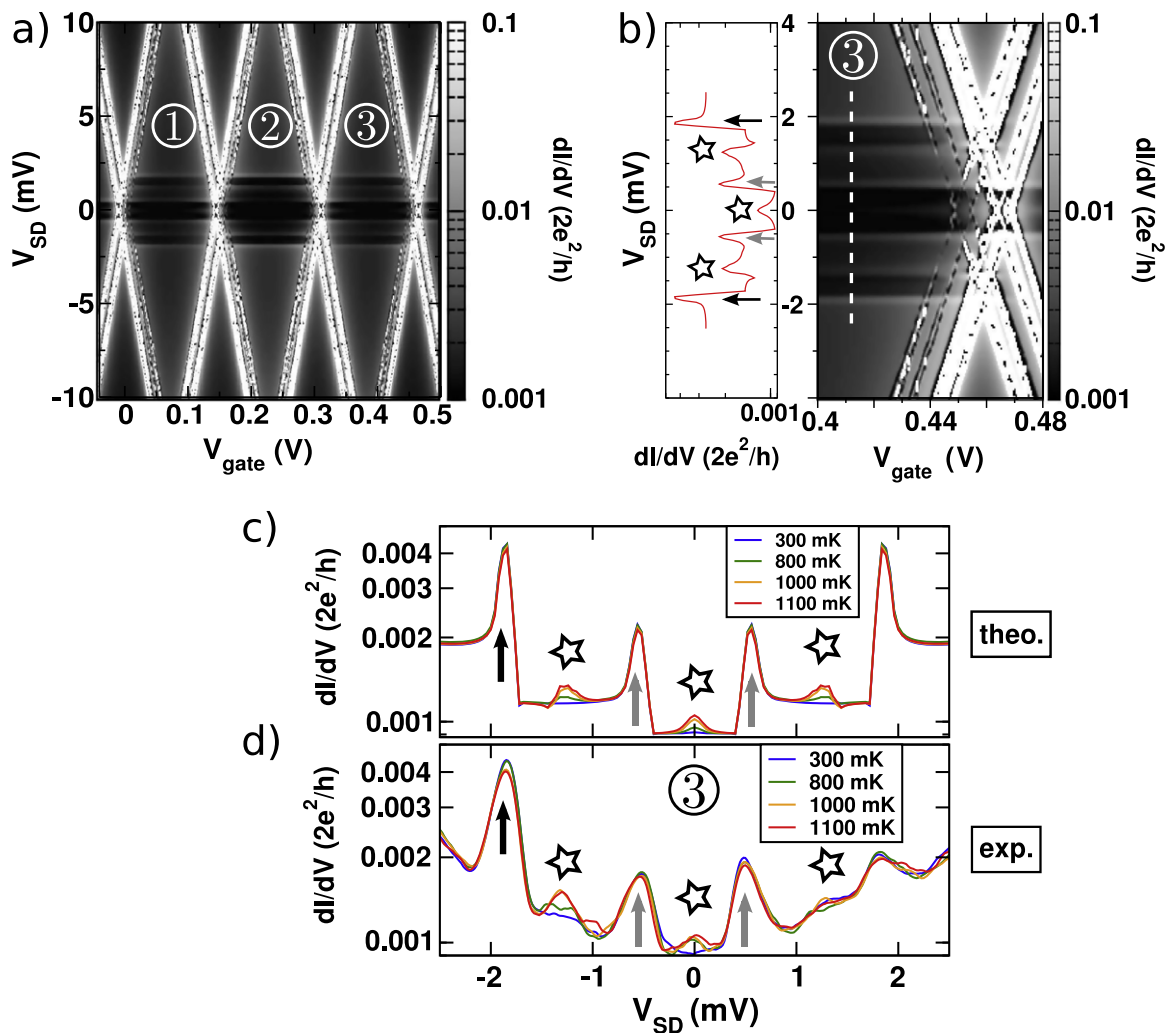 a)
10
5
0
-5
-10
V_SD (mV)
① ② ③
0 0.1 0.2 0.3 0.4 0.5
V_gate (V)
0.1
0.01
0.001
dI/dV (2e²/h)
b)
4
2
0
-2
V_SD (mV)
0.001
dI/dV (2e²/h)
③
0.4 0.44 0.48
V_gate (V)
0.1
0.01
0.001
dI/dV (2e²/h)
c)
0.004
0.003
0.002
0.001
dI/dV (2e²/h)
300 mK
800 mK
1000 mK
1100 mK
theo.
d)
0.004
0.003
0.002
0.001
dI/dV (2e²/h)
③
300 mK
800 mK
1000 mK
1100 mK
exp.
-2 -1 0 1 2
V_SD (mV)